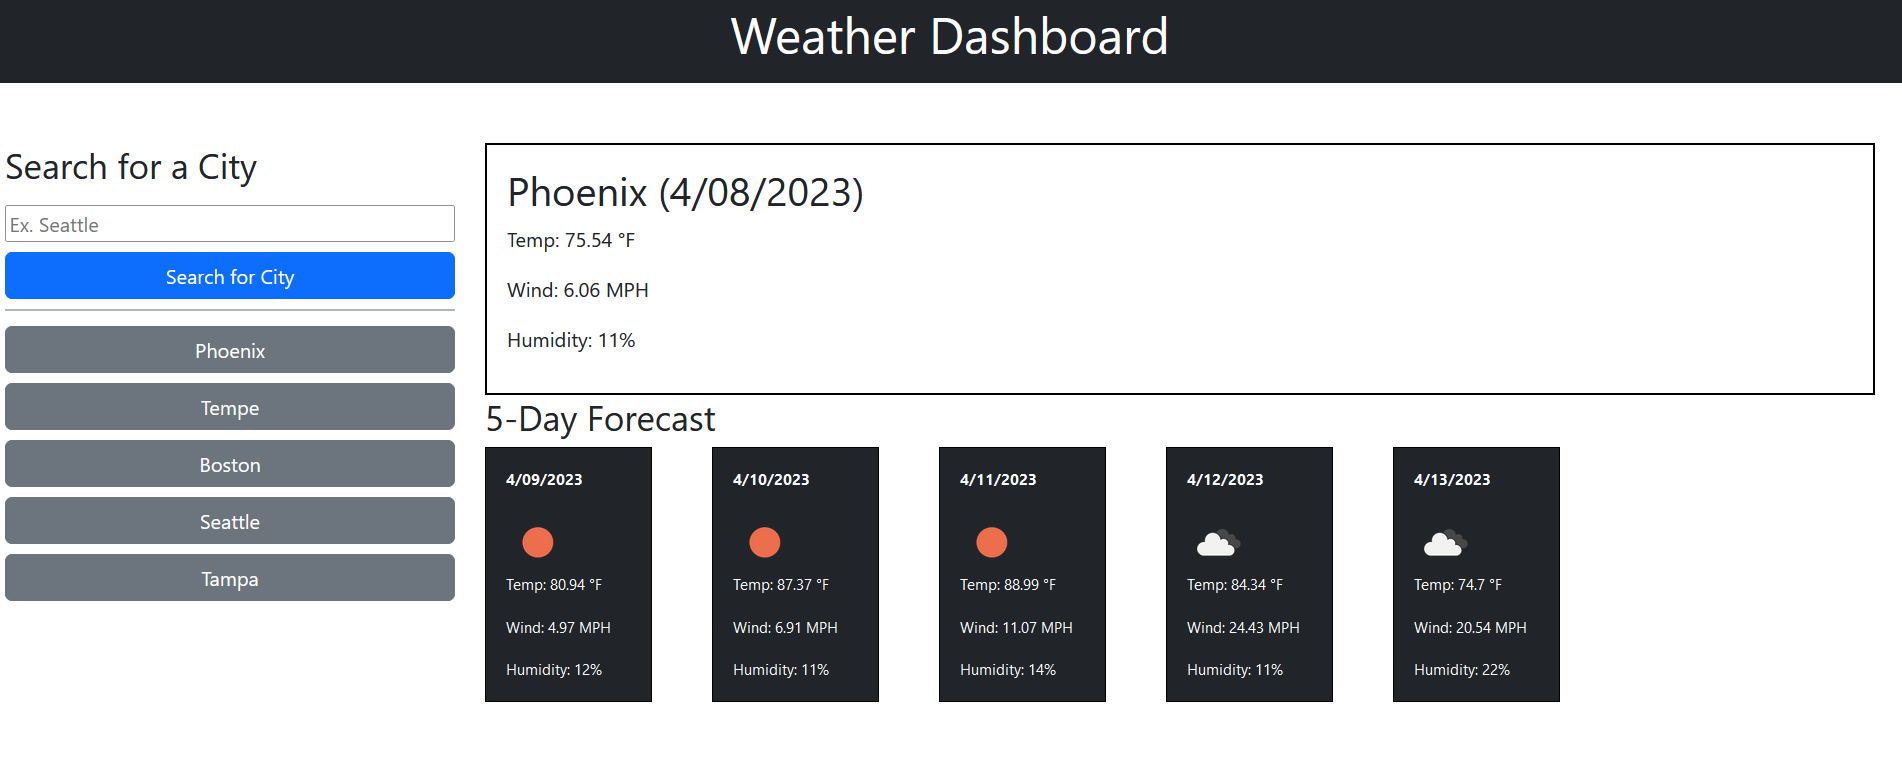 Weather Dashboard
Search for a City
Ex. Seattle
Search for City
Phoenix
Tempe
Boston
Seattle
Tampa
Phoenix (4/08/2023)
Temp: 75.54 °F
Wind: 6.06 MPH
Humidity: 11%
5-Day Forecast
4/09/2023
Temp: 80.94 °F
Wind: 4.97 MPH
Humidity: 12%
4/10/2023
Temp: 87.37 °F
Wind: 6.91 MPH
Humidity: 11%
4/11/2023
Temp: 88.99 °F
Wind: 11.07 MPH
Humidity: 14%
4/12/2023
Temp: 84.34 °F
Wind: 24.43 MPH
Humidity: 11%
4/13/2023
Temp: 74.7 °F
Wind: 20.54 MPH
Humidity: 22%